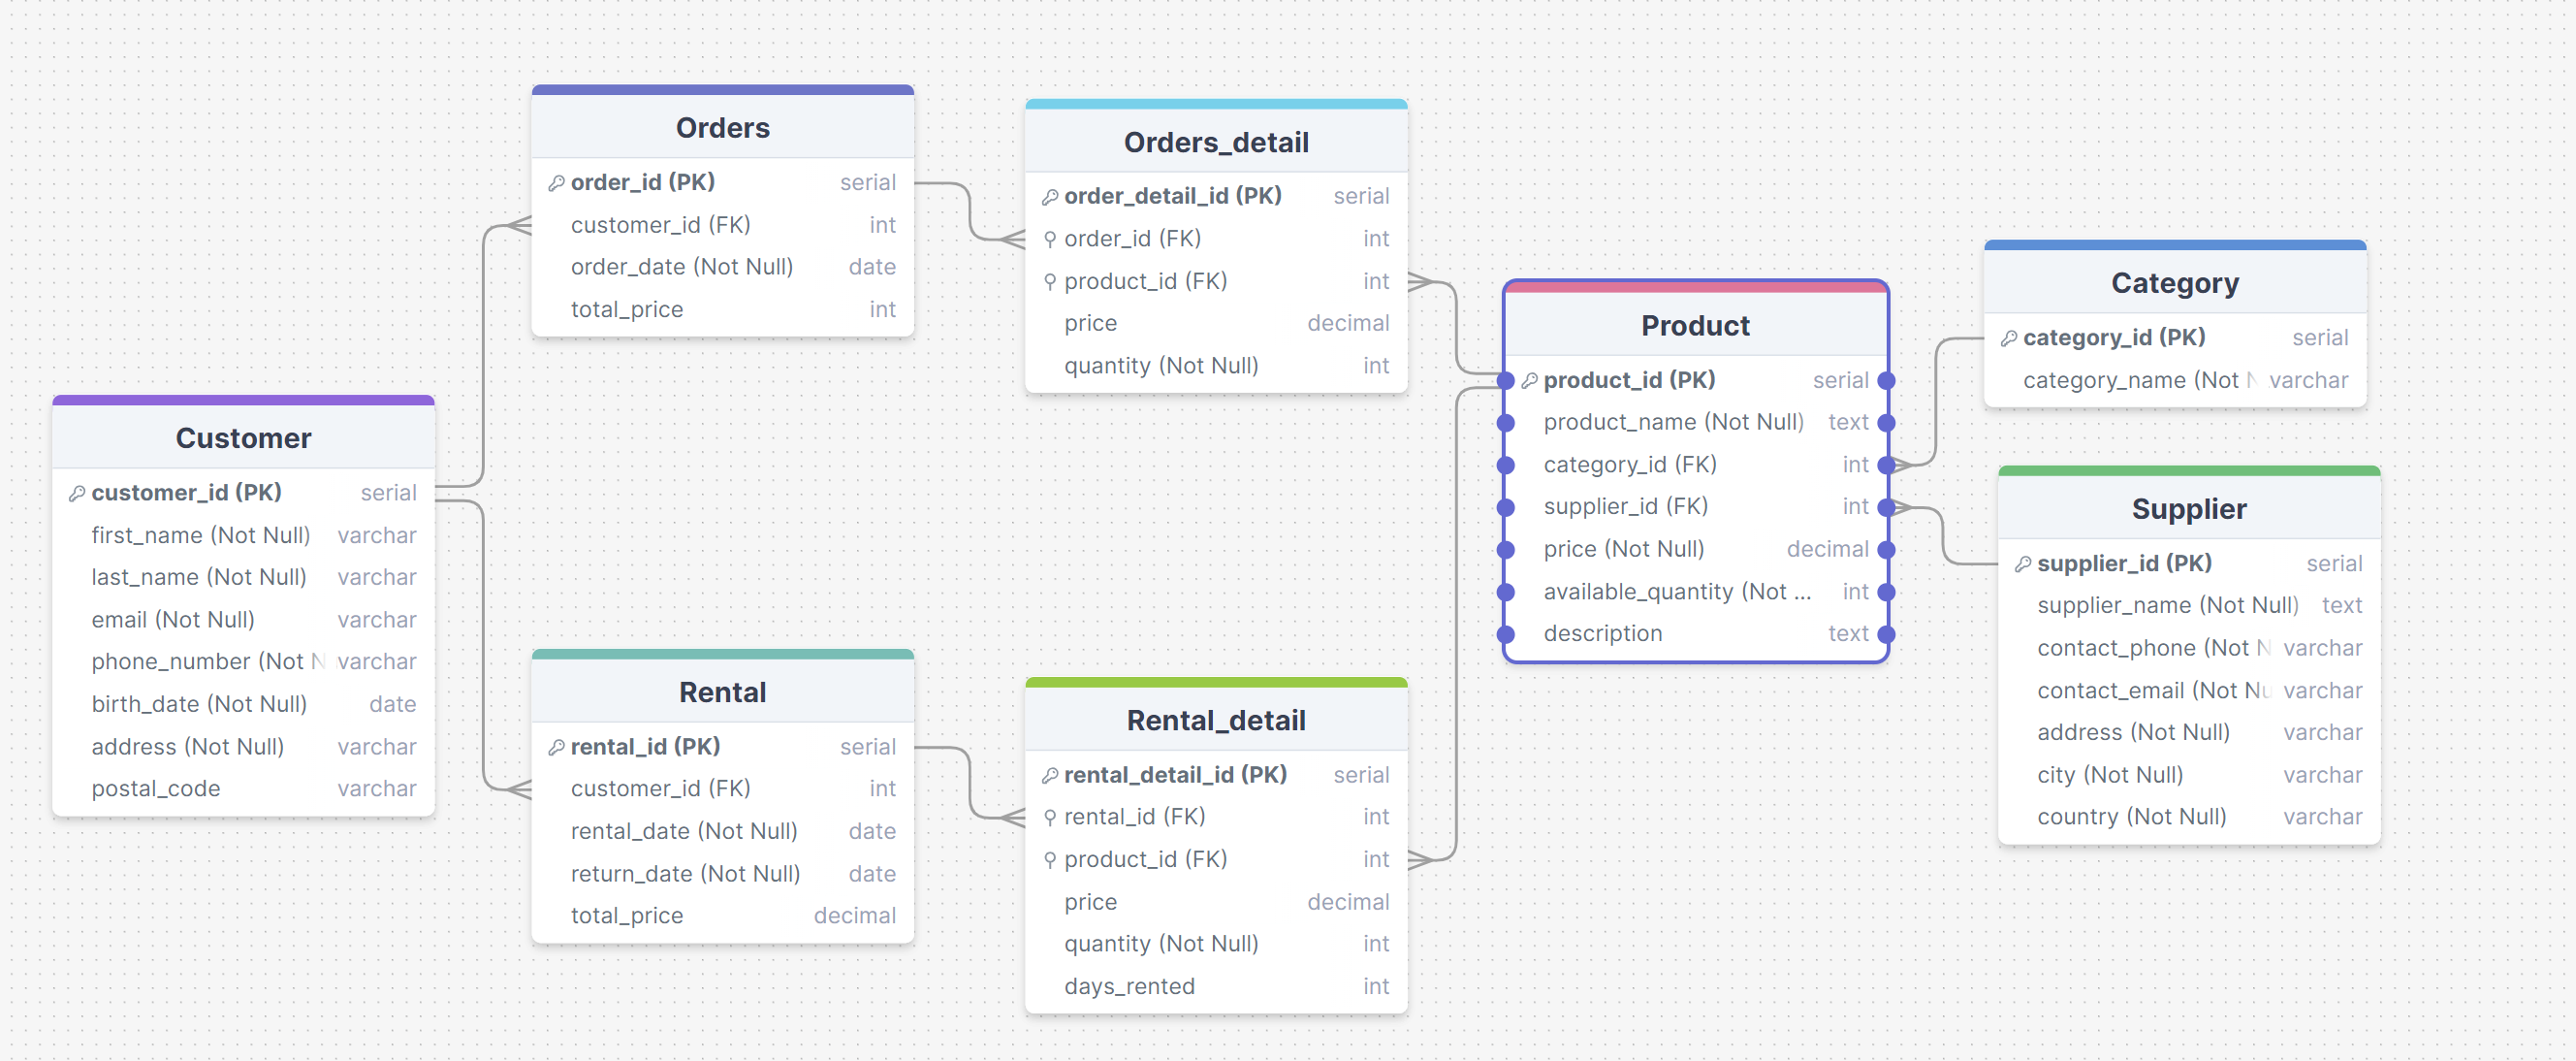 Orders
order_id (PK) serial
customer_id (FK) int
order_date (Not Null) date
total_price int
Orders_detail
order_detail_id (PK) serial
order_id (FK) int
product_id (FK) int
price decimal
quantity (Not Null) int
Customer
customer_id (PK) serial
first_name (Not Null) varchar
last_name (Not Null) varchar
email (Not Null) varchar
phone_number (Not N varchar
birth_date (Not Null) date
address (Not Null) varchar
postal_code varchar
Rental
rental_id (PK) serial
customer_id (FK) int
rental_date (Not Null) date
return_date (Not Null) date
total_price decimal
Rental_detail
rental_detail_id (PK) serial
rental_id (FK) int
product_id (FK) int
price decimal
quantity (Not Null) int
days_rented int
Product
product_id (PK) serial
product_name (Not Null) text
category_id (FK) int
supplier_id (FK) int
price (Not Null) decimal
available_quantity (Not ... int
description text
Category
category_id (PK) serial
category_name (Not N varchar
Supplier
supplier_id (PK) serial
supplier_name (Not Null) text
contact_phone (Not N varchar
contact_email (Not Nu varchar
address (Not Null) varchar
city (Not Null) varchar
country (Not Null) varchar